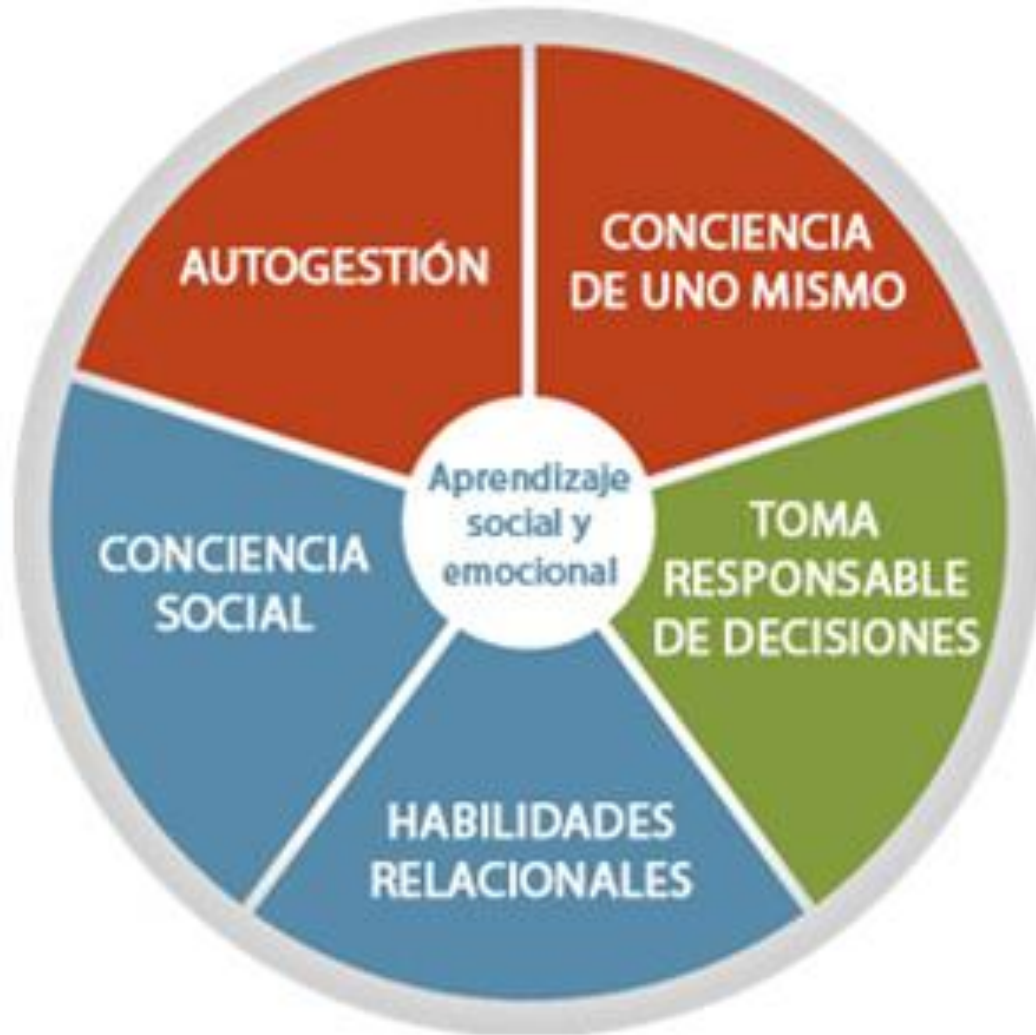 AUTOGESTIÓN
CONCIENCIA
DE UNO MISMO
Aprendizaje
social y
emocional
CONCIENCIA
SOCIAL
TOMA
RESPONSABLE
DE DECISIONES
HABILIDADES
RELACIONALES